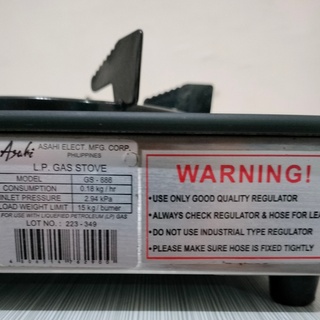 Asahi
ASAHI ELECT. MFG. CORP.
PHILIPPINES
L.P. GAS STOVE
MODEL GS - 886
CONSUMPTION 0.18 kg / hr
INLET PRESSURE 2.94 kPa
LOAD WEIGHT LIMIT 15 kg / burner
FOR USE WITH LIQUEFIED PETROLEUM (LP) GAS
LOT NO. : 223-349
WARNING!
•USE ONLY GOOD QUALITY REGULATOR
•ALWAYS CHECK REGULATOR & HOSE FOR LEA
•DO NOT USE INDUSTRIAL TYPE REGULATOR
•PLEASE MAKE SURE HOSE IS FIXED TIGHTLY